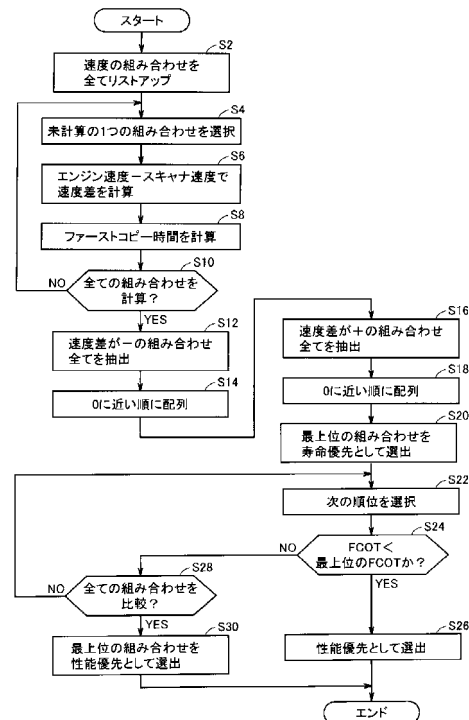 スタート
S2
速度の組み合わせを
全てリストアップ
S4
未計算の1つの組み合わせを選択
S6
エンジン速度－スキャナ速度で
速度差を計算
S8
ファーストコピー時間を計算
S10
全ての組み合わせを
計算？
NO
YES
S12
速度差が－の組み合わせ
全てを抽出
S14
0に近い順に配列
S16
速度差が＋の組み合わせ
全てを抽出
S18
0に近い順に配列
S20
最上位の組み合わせを
寿命優先として選出
S22
次の順位を選択
S24
FCOT＜
最上位のFCOTか？
NO
YES
S28
全ての組み合わせを
比較？
NO
YES
S30
最上位の組み合わせを
性能優先として選出
S26
性能優先として選出
エンド